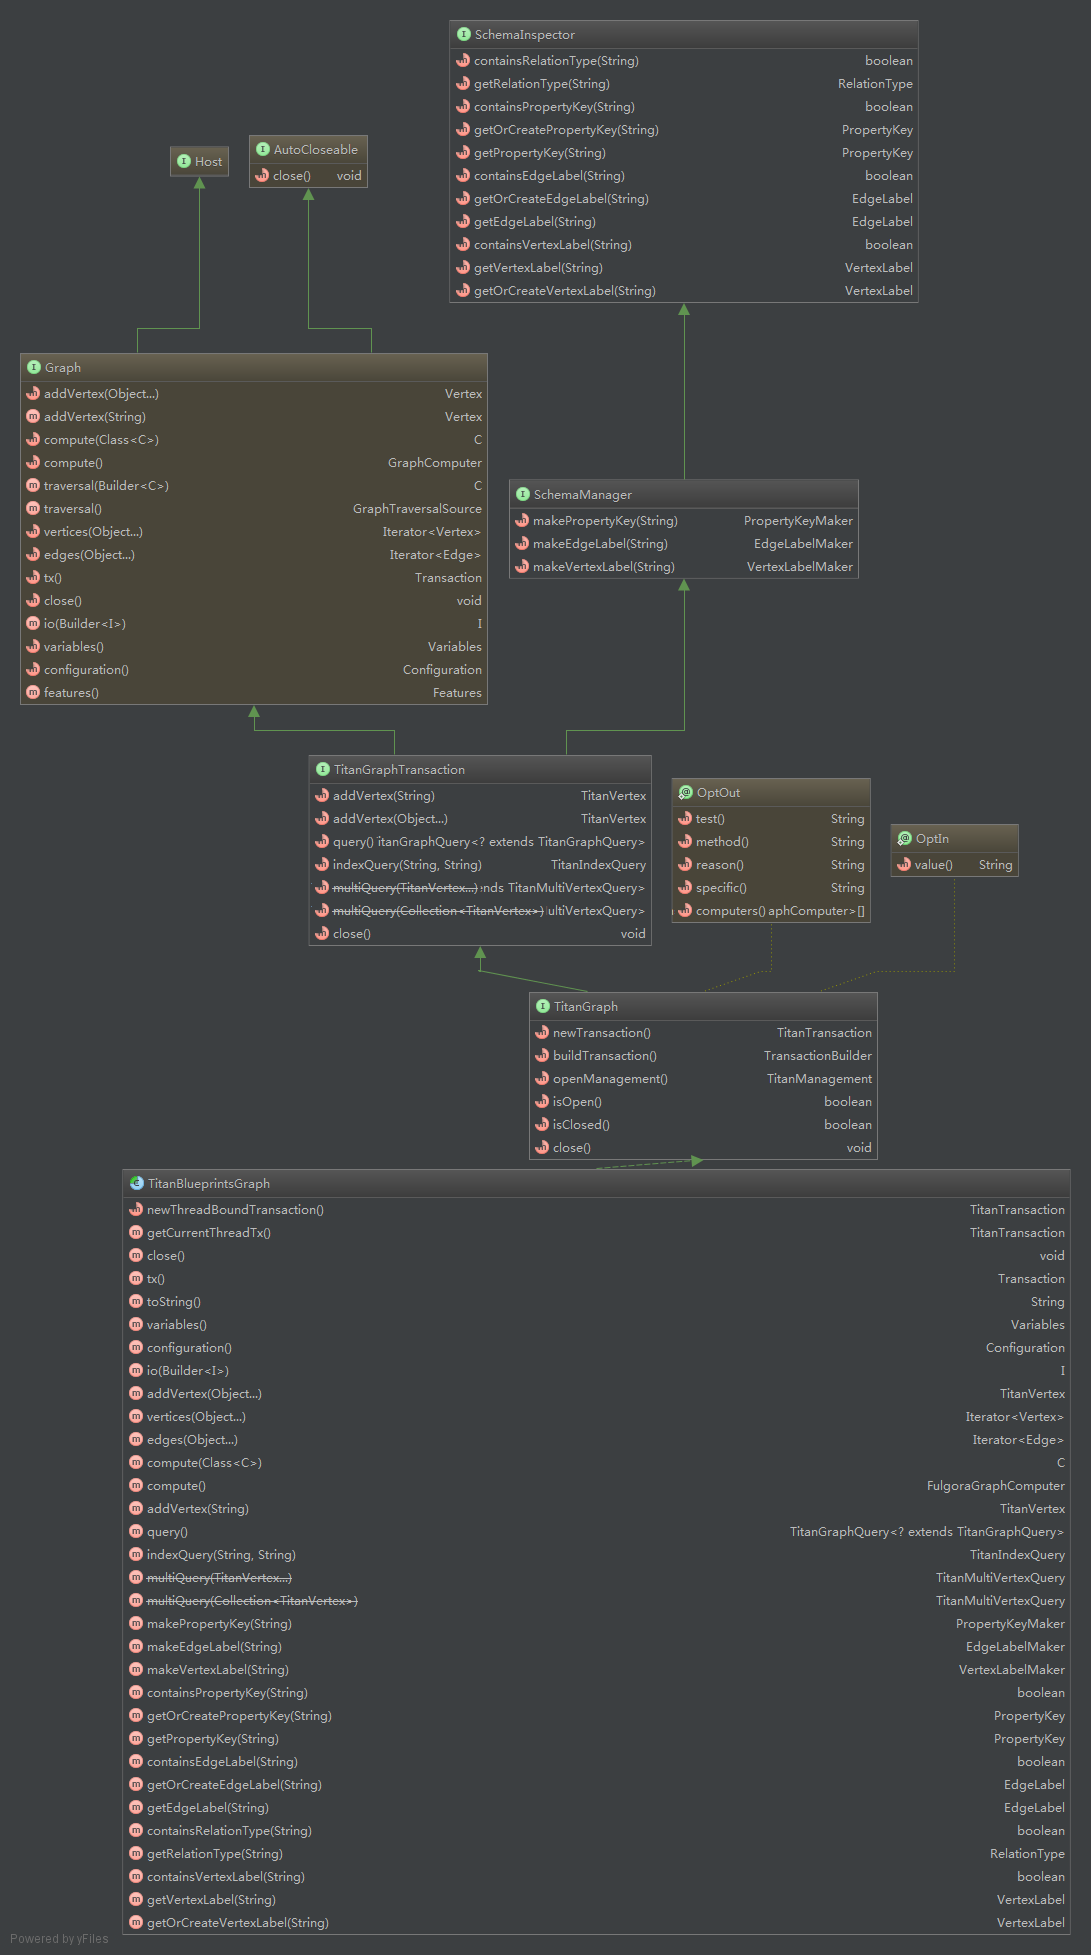 SchemaInspector
containsRelationType(String) boolean
getRelationType(String) RelationType
containsPropertyKey(String) boolean
getOrCreatePropertyKey(String) PropertyKey
getPropertyKey(String) PropertyKey
containsEdgeLabel(String) boolean
getOrCreateEdgeLabel(String) EdgeLabel
getEdgeLabel(String) EdgeLabel
containsVertexLabel(String) boolean
getVertexLabel(String) VertexLabel
getOrCreateVertexLabel(String) VertexLabel
Host
AutoCloseable
close() void
Graph
addVertex(Object...) Vertex
addVertex(String) Vertex
compute(Class<C>) C
compute() GraphComputer
traversal(Builder<C>) C
traversal() GraphTraversalSource
vertices(Object...) Iterator<Vertex>
edges(Object...) Iterator<Edge>
tx() Transaction
close() void
io(Builder<I>) I
variables() Variables
configuration() Configuration
features() Features
SchemaManager
makePropertyKey(String) PropertyKeyMaker
makeEdgeLabel(String) EdgeLabelMaker
makeVertexLabel(String) VertexLabelMaker
TitanGraphTransaction
addVertex(String) TitanVertex
addVertex(Object...) TitanVertex
query() itanGraphQuery<? extends TitanGraphQuery>
indexQuery(String, String) TitanIndexQuery
multiQuery(TitanVertex...) nds TitanMultiVertexQuery>
multiQuery(Collection<TitanVertex>) ultiVertexQuery>
close() void
OptOut
test() String
method() String
reason() String
specific() String
computers() aphComputer>[]
OptIn
value() String
TitanGraph
newTransaction() TitanTransaction
buildTransaction() TransactionBuilder
openManagement() TitanManagement
isOpen() boolean
isClosed() boolean
close() void
TitanBlueprintsGraph
newThreadBoundTransaction() TitanTransaction
getCurrentThreadTx() TitanTransaction
close() void
tx() Transaction
toString() String
variables() Variables
configuration() Configuration
io(Builder<I>) I
addVertex(Object...) TitanVertex
vertices(Object...) Iterator<Vertex>
edges(Object...) Iterator<Edge>
compute(Class<C>) C
compute() FulgoraGraphComputer
addVertex(String) TitanVertex
query() TitanGraphQuery<? extends TitanGraphQuery>
indexQuery(String, String) TitanIndexQuery
multiQuery(TitanVertex...) TitanMultiVertexQuery
multiQuery(Collection<TitanVertex>) TitanMultiVertexQuery
makePropertyKey(String) PropertyKeyMaker
makeEdgeLabel(String) EdgeLabelMaker
makeVertexLabel(String) VertexLabelMaker
containsPropertyKey(String) boolean
getOrCreatePropertyKey(String) PropertyKey
getPropertyKey(String) PropertyKey
containsEdgeLabel(String) boolean
getOrCreateEdgeLabel(String) EdgeLabel
getEdgeLabel(String) EdgeLabel
containsRelationType(String) boolean
getRelationType(String) RelationType
containsVertexLabel(String) boolean
getVertexLabel(String) VertexLabel
getOrCreateVertexLabel(String) VertexLabel
Powered by yFiles